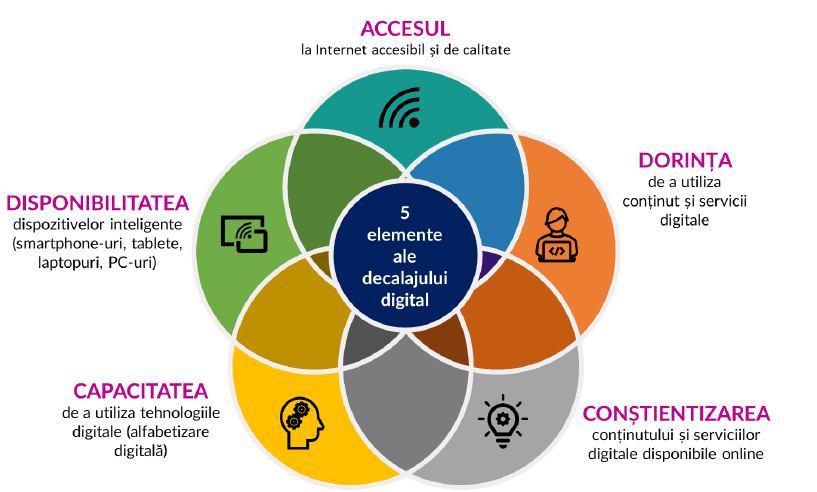 ACCESUL
la Internet accesibil și de calitate
DORINȚA
de a utiliza
conținut și servicii
digitale
DISPONIBILITATEA
dispozitivelor inteligente
(smartphone-uri, tablete,
laptopuri, PC-uri)
5
elemente
ale
decalajului
digital
CAPACITATEA
de a utiliza tehnologiile
digitale (alfabetizare
digitală)
CONȘTIENTIZAREA
conținutului și serviciilor
digitale disponibile online